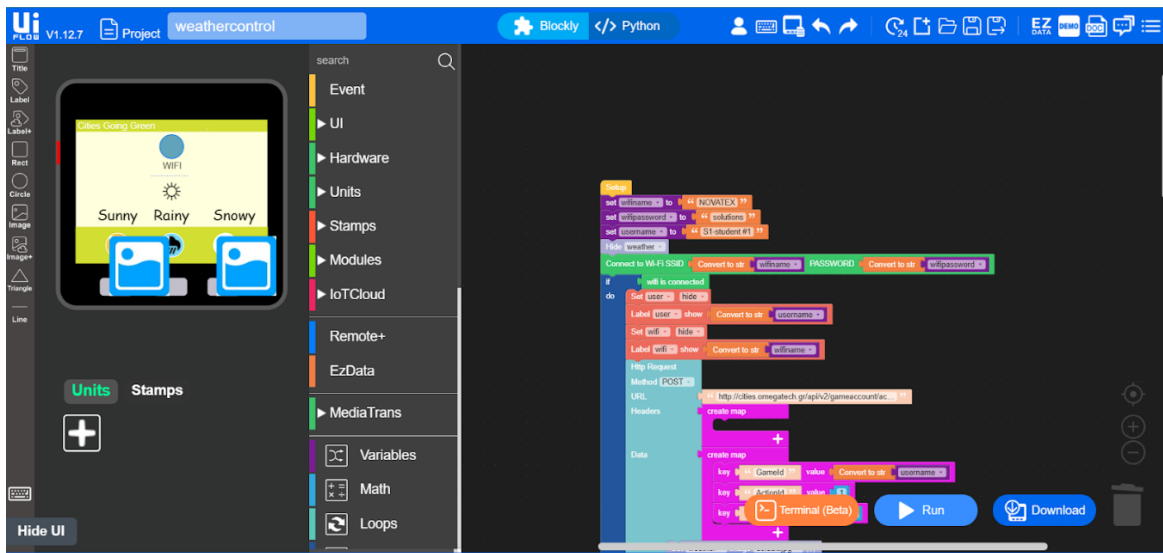 Ui FLOW V1.12.7 Project weathercontrol Blockly </> Python 24 EZ DATA DEMO DOC
Title
Label
Label+
Rect
Circle
Image
Image+
Triangle
Line
Cities Going Green
WIFI
Sunny Rainy Snowy
Units Stamps
Hide UI
search
Event
UI
Hardware
Units
Stamps
Modules
IoTCloud
Remote+
EzData
MediaTrans
Variables
Math
Loops
Setup
set wifiname to “ NOVATEX ”
set wifipassword to “ solutions ”
set username to “ S1-student #1 ”
Hide weather
Connect to Wi-Fi SSID Convert to str wifiname PASSWORD Convert to str wifipassword
if wifi is connected
do Set user hide
Label user show Convert to str username
Set wifi hide
Label wifi show Convert to str wifiname
Http Request
Method POST
URL “ http://cities.omegatech.gr/api/v2/gameaccount/ac... ”
Headers create map
+
Data create map
key “ GameId ” value Convert to str username
key “ ActionId ” value 1
key
Terminal (Beta) Run Download